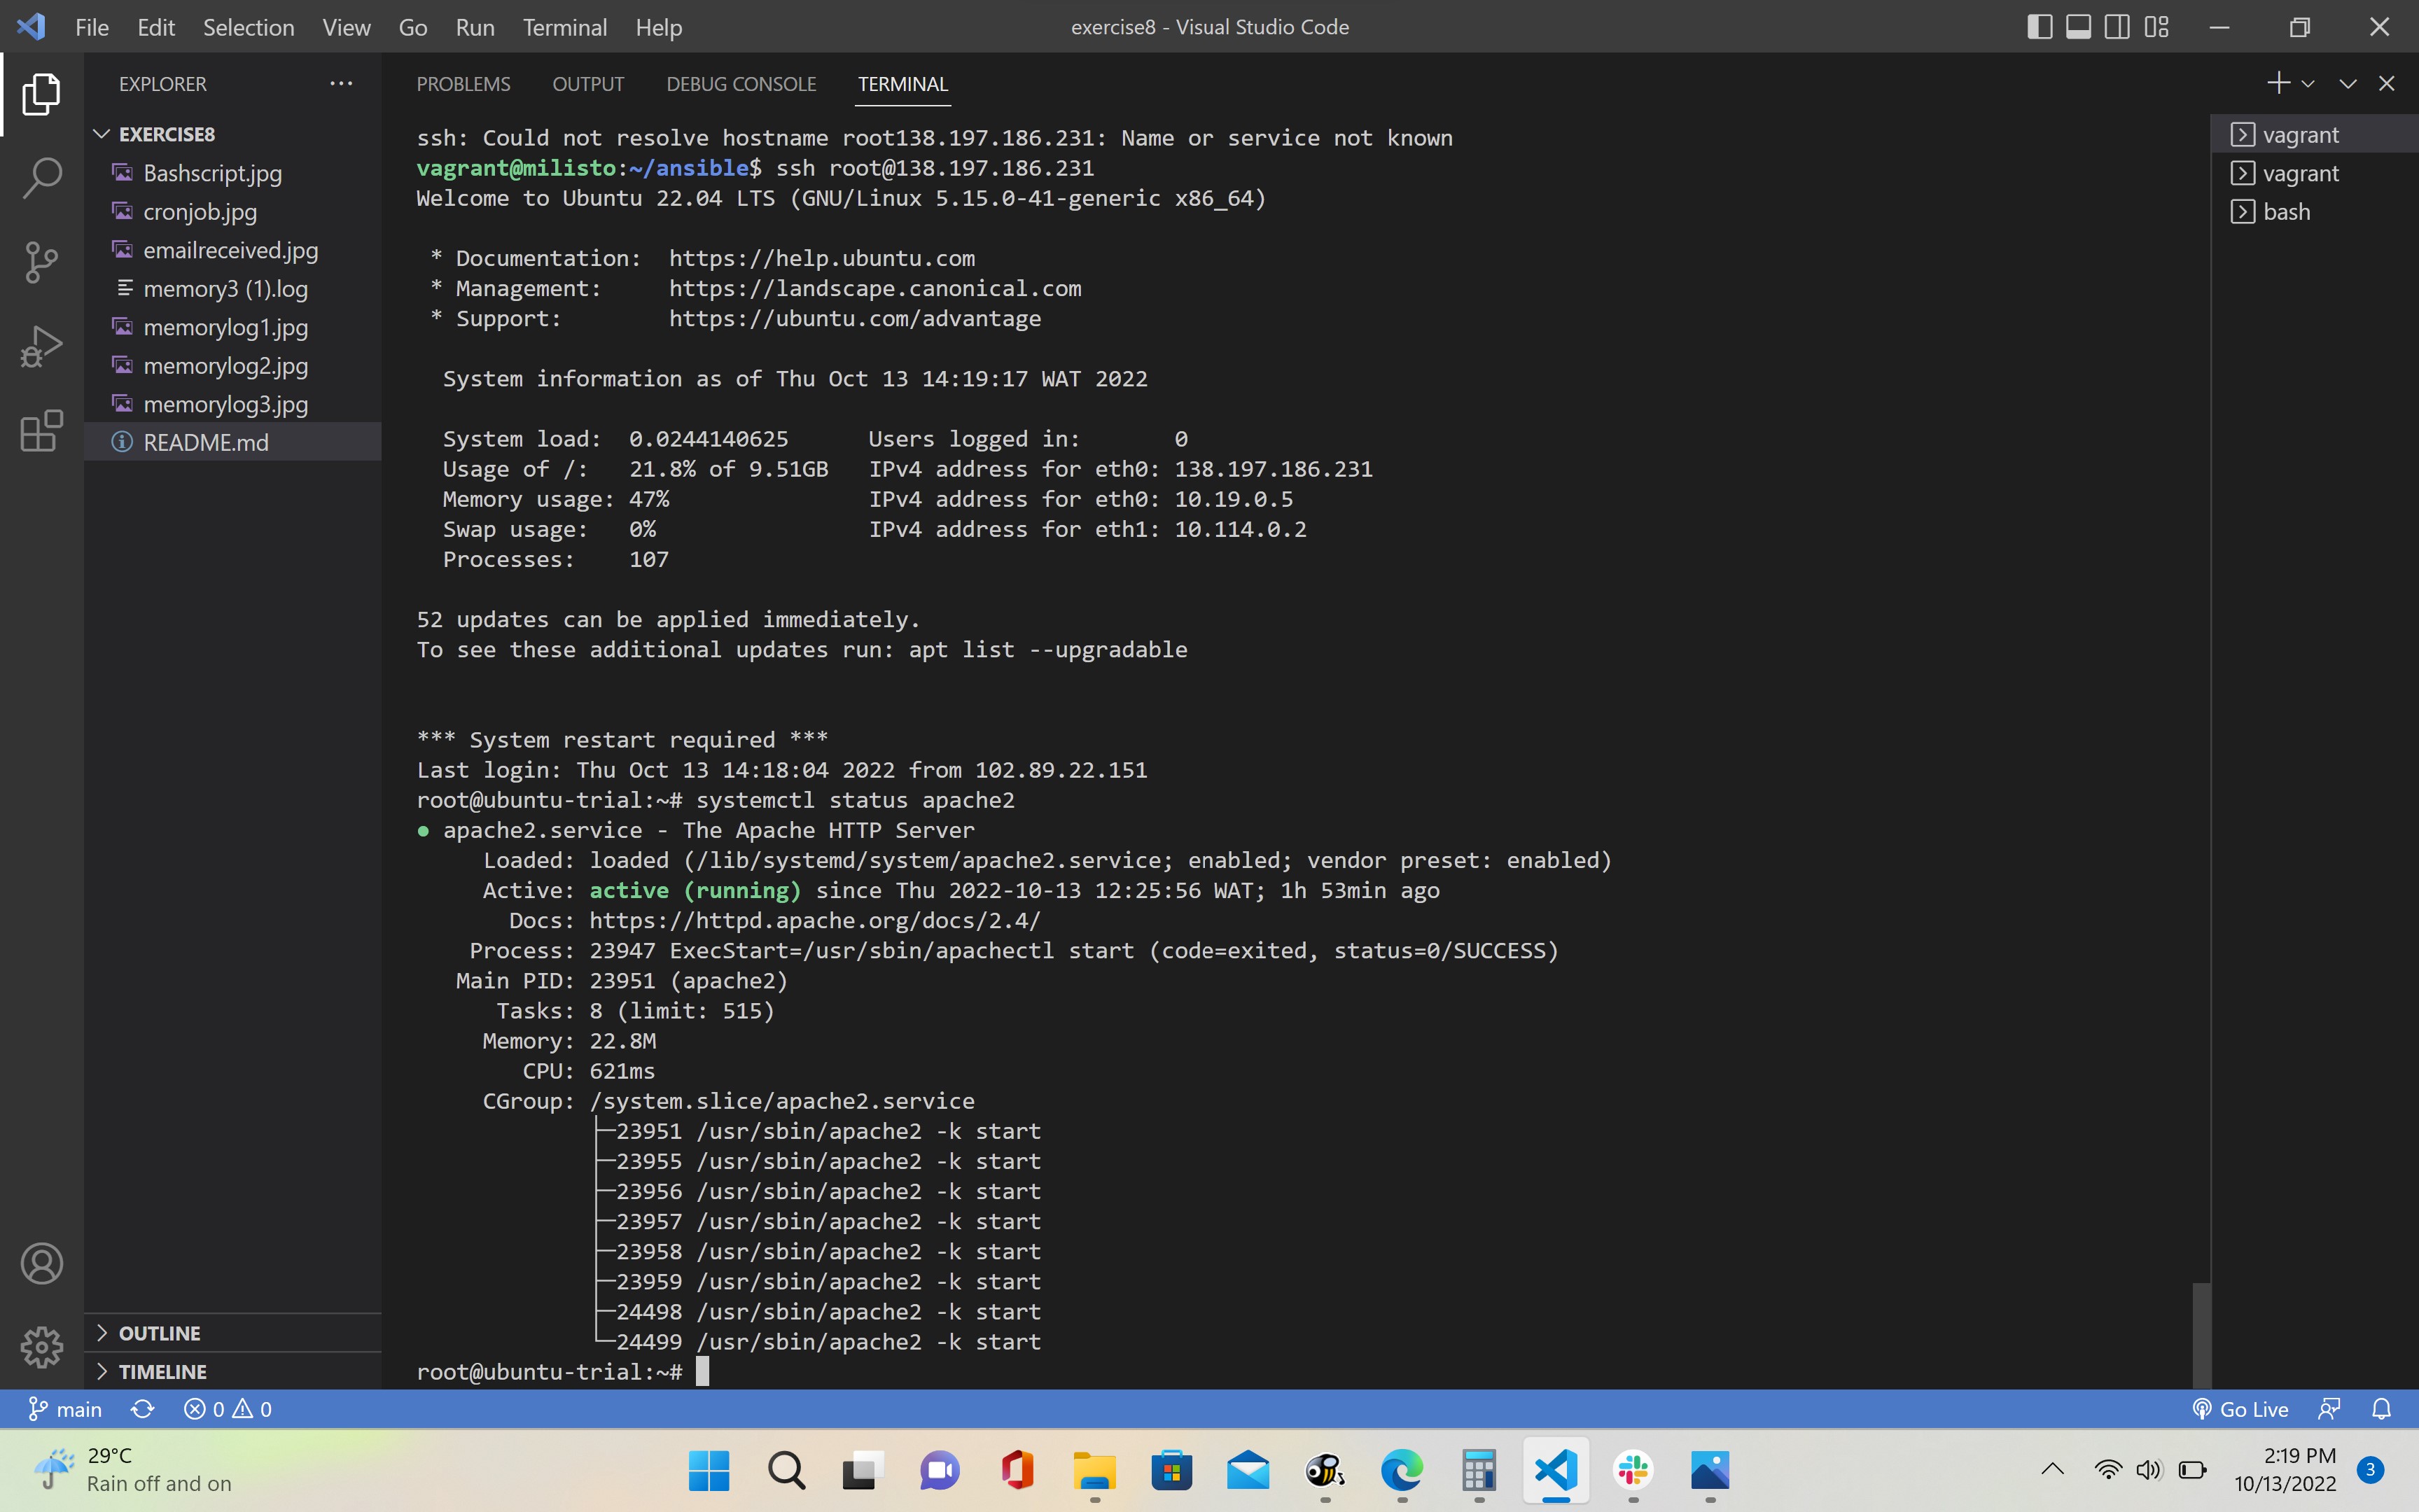 File Edit Selection View Go Run Terminal Help exercise8 - Visual Studio Code
EXPLORER
EXERCISE8
Bashscript.jpg
cronjob.jpg
emailreceived.jpg
memory3 (1).log
memorylog1.jpg
memorylog2.jpg
memorylog3.jpg
README.md
OUTLINE
TIMELINE
PROBLEMS OUTPUT DEBUG CONSOLE TERMINAL
ssh: Could not resolve hostname root138.197.186.231: Name or service not known
vagrant@milisto:~/ansible$ ssh root@138.197.186.231
Welcome to Ubuntu 22.04 LTS (GNU/Linux 5.15.0-41-generic x86_64)
* Documentation: https://help.ubuntu.com
* Management: https://landscape.canonical.com
* Support: https://ubuntu.com/advantage
System information as of Thu Oct 13 14:19:17 WAT 2022
System load: 0.0244140625 Users logged in: 0
Usage of /: 21.8% of 9.51GB IPv4 address for eth0: 138.197.186.231
Memory usage: 47% IPv4 address for eth0: 10.19.0.5
Swap usage: 0% IPv4 address for eth1: 10.114.0.2
Processes: 107
52 updates can be applied immediately.
To see these additional updates run: apt list --upgradable
*** System restart required ***
Last login: Thu Oct 13 14:18:04 2022 from 102.89.22.151
root@ubuntu-trial:~# systemctl status apache2
● apache2.service - The Apache HTTP Server
Loaded: loaded (/lib/systemd/system/apache2.service; enabled; vendor preset: enabled)
Active: active (running) since Thu 2022-10-13 12:25:56 WAT; 1h 53min ago
Docs: https://httpd.apache.org/docs/2.4/
Process: 23947 ExecStart=/usr/sbin/apachectl start (code=exited, status=0/SUCCESS)
Main PID: 23951 (apache2)
Tasks: 8 (limit: 515)
Memory: 22.8M
CPU: 621ms
CGroup: /system.slice/apache2.service
├─23951 /usr/sbin/apache2 -k start
├─23955 /usr/sbin/apache2 -k start
├─23956 /usr/sbin/apache2 -k start
├─23957 /usr/sbin/apache2 -k start
├─23958 /usr/sbin/apache2 -k start
├─23959 /usr/sbin/apache2 -k start
├─24498 /usr/sbin/apache2 -k start
└─24499 /usr/sbin/apache2 -k start
root@ubuntu-trial:~#
vagrant
vagrant
bash
main 0 0 Go Live
29°C
Rain off and on
2:19 PM
10/13/2022
3